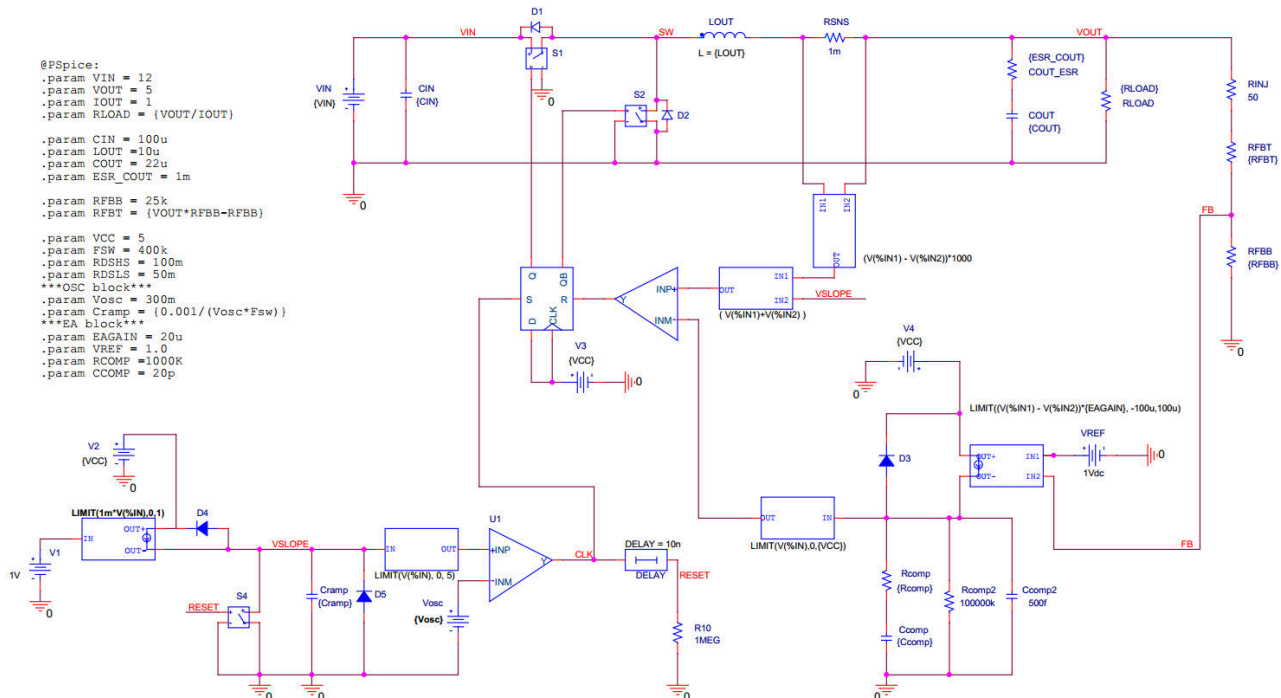 @PSpice:
.param VIN = 12
.param VOUT = 5
.param IOUT = 1
.param RLOAD = {VOUT/IOUT}
.param CIN = 100u
.param LOUT =10u
.param COUT = 22u
.param ESR_COUT = 1m
.param RFBB = 25k
.param RFBT = {VOUT*RFBB-RFBB}
.param VCC = 5
.param FSW = 400k
.param RDSHS = 100m
.param RDSLS = 50m
***OSC block***
.param Vosc = 300m
.param Cramp = {0.001/(Vosc*Fsw)}
***EA block***
.param EAGAIN = 20u
.param VREF = 1.0
.param RCOMP =1000K
.param CCOMP = 20p
VIN
{VIN}
0
CIN
{CIN}
VIN
D1
S1
0
SW
S2
D2
LOUT
L = {LOUT}
RSNS
1m
VOUT
{ESR_COUT}
COUT_ESR
COUT
{COUT}
{RLOAD}
RLOAD
RINJ
50
RFBT
{RFBT}
FB
RFBB
{RFBB}
0
IN1
IN2
OUT
(V(%IN1) - V(%IN2))*1000
Q
QB
S
R
D
CLK
Y
INP+
INM-
OUT
IN1
IN2
VSLOPE
( V(%IN1)+V(%IN2) )
V3
{VCC}
0
V4
{VCC}
0
LIMIT((V(%IN1) - V(%IN2))*{EAGAIN}, -100u,100u)
D3
OUT+
OUT-
IN1
IN2
VREF
1Vdc
0
FB
V2
{VCC}
0
LIMIT(1m*V(%IN),0,1)
IN
OUT+
OUT-
D4
V1
1V
0
VSLOPE
RESET
S4
0
Cramp
{Cramp}
0
D5
IN
OUT
LIMIT(V(%IN), 0, 5)
U1
+INP
-INM
Y
Vosc
{Vosc}
CLK
DELAY = 10n
DELAY
RESET
R10
1MEG
0
OUT
IN
LIMIT(V(%IN),0,{VCC})
Rcomp
{Rcomp}
Ccomp
{Ccomp}
0
Rcomp2
100000k
Ccomp2
500f